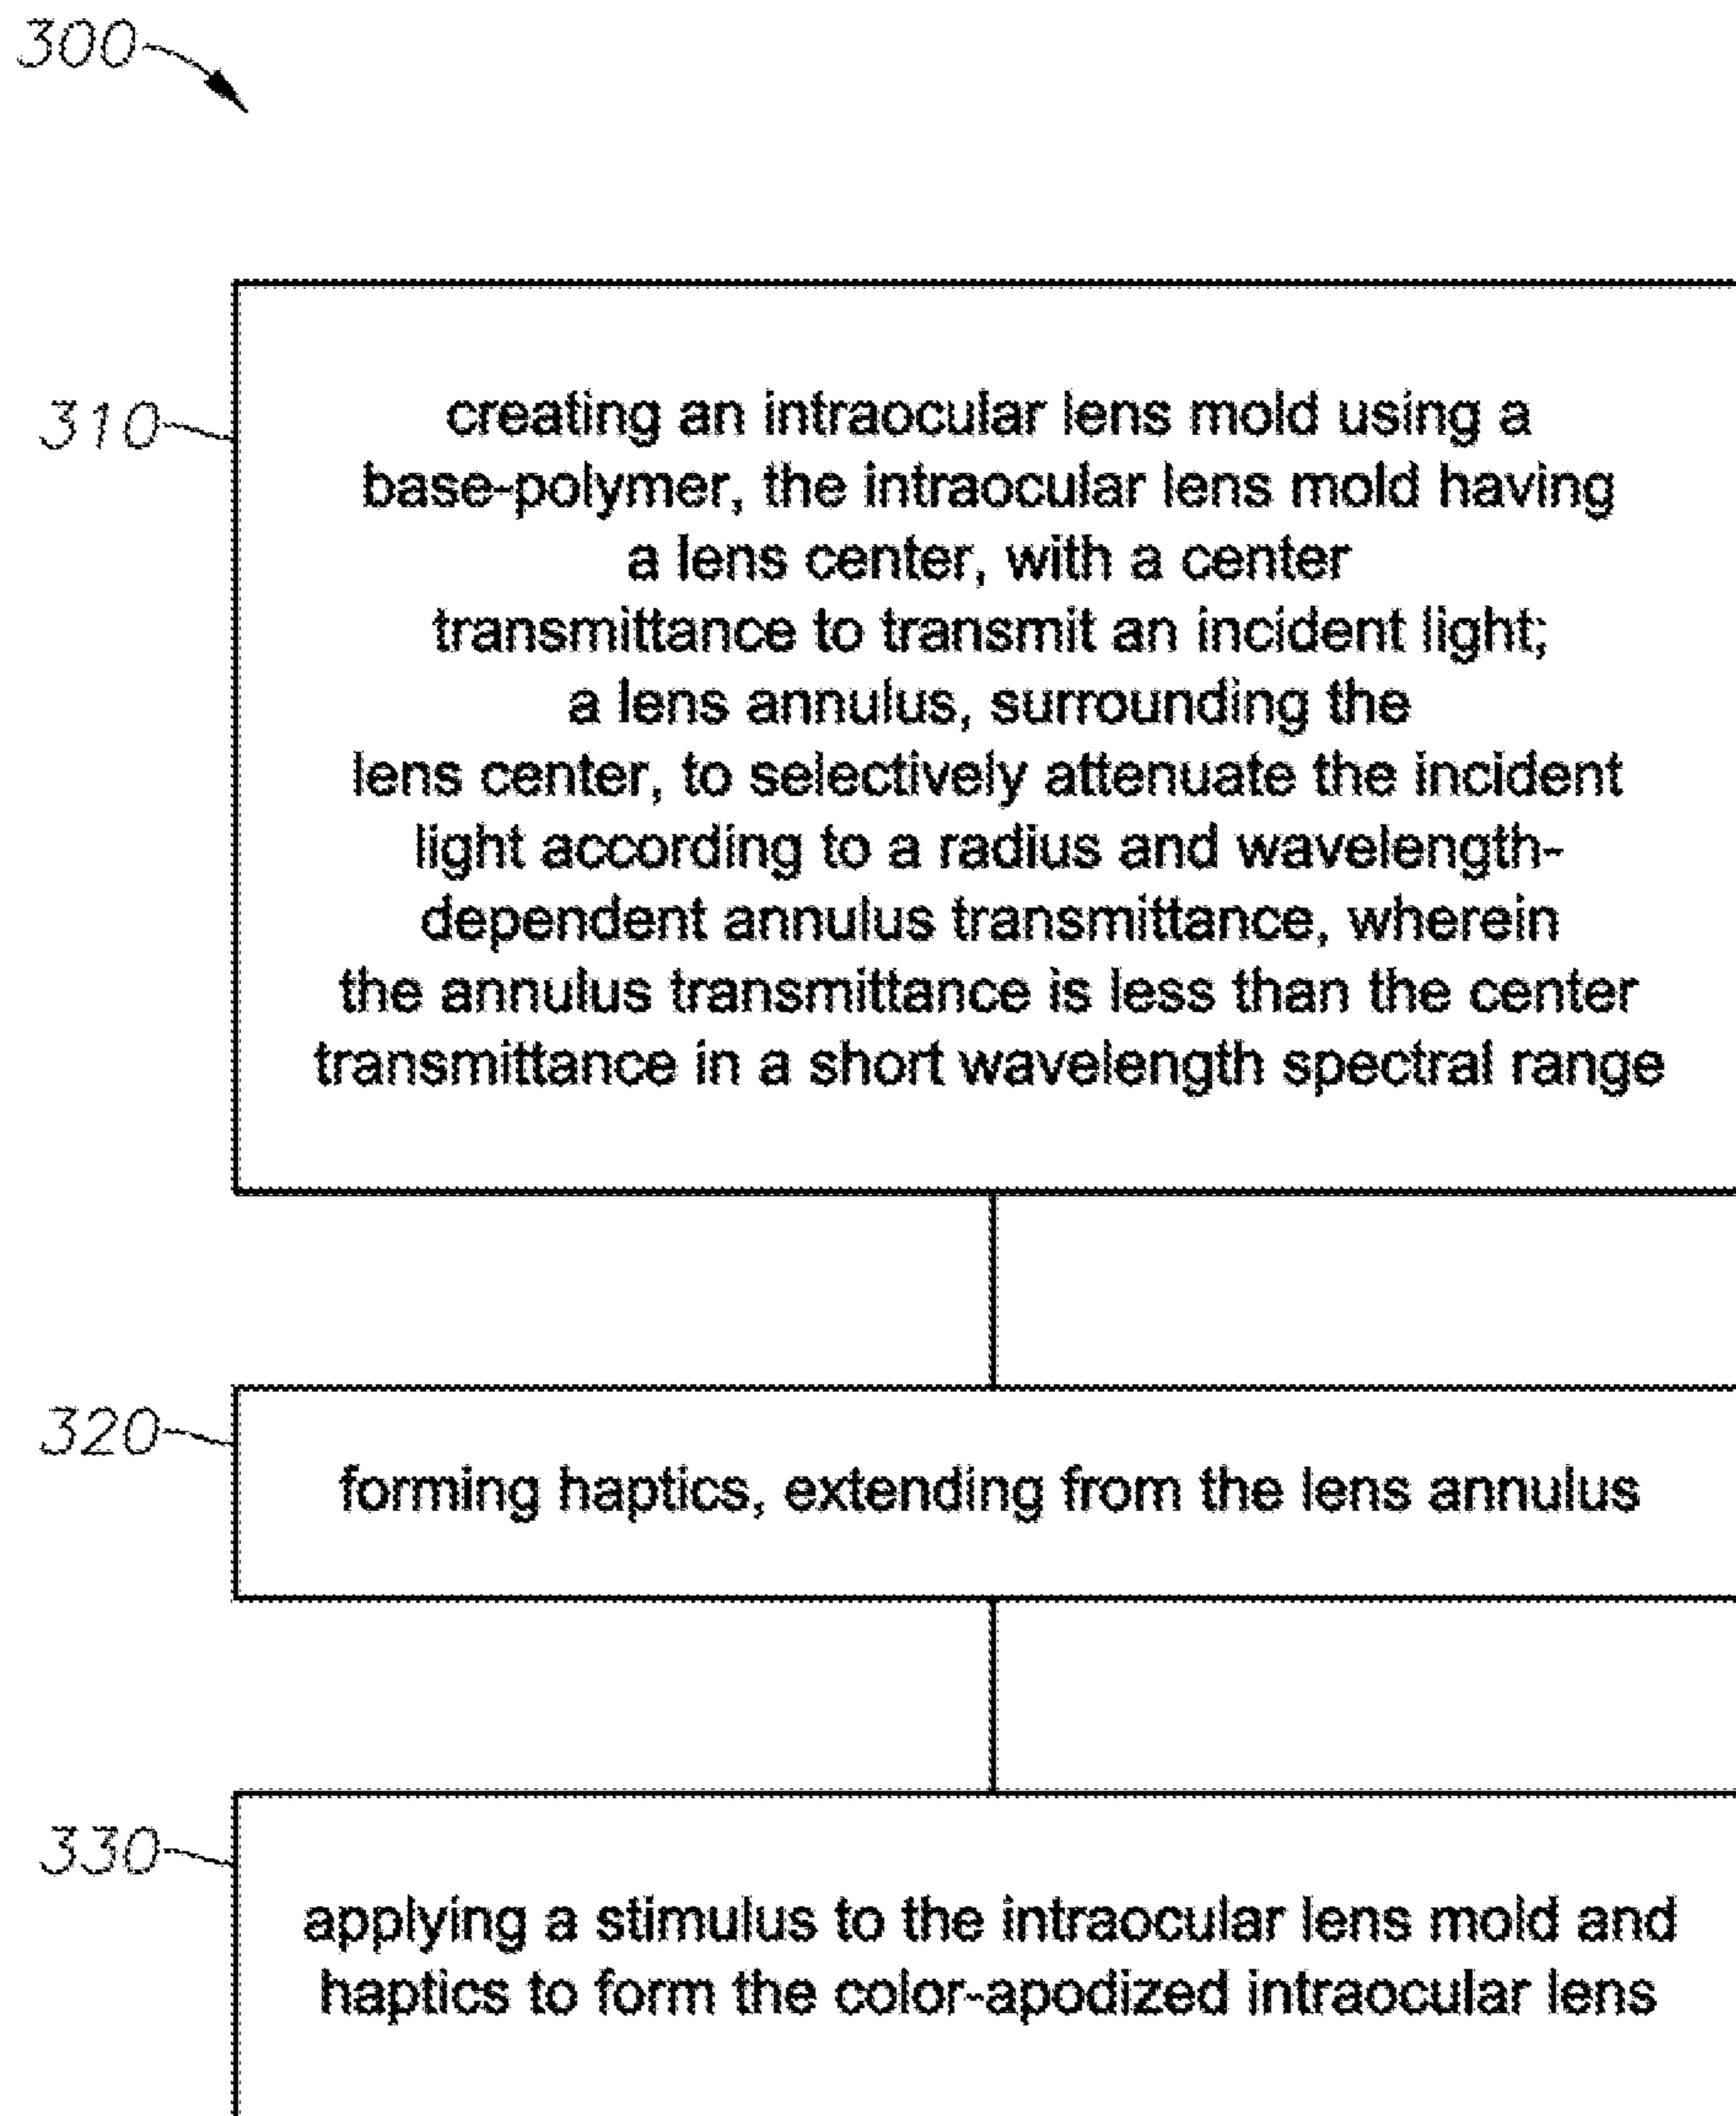 300
310
creating an intraocular lens mold using a
base-polymer, the intraocular lens mold having
a lens center, with a center
transmittance to transmit an incident light;
a lens annulus, surrounding the
lens center, to selectively attenuate the incident
light according to a radius and wavelength-
dependent annulus transmittance, wherein
the annulus transmittance is less than the center
transmittance in a short wavelength spectral range
320
forming haptics, extending from the lens annulus
330
applying a stimulus to the intraocular lens mold and
haptics to form the color-apodized intraocular lens